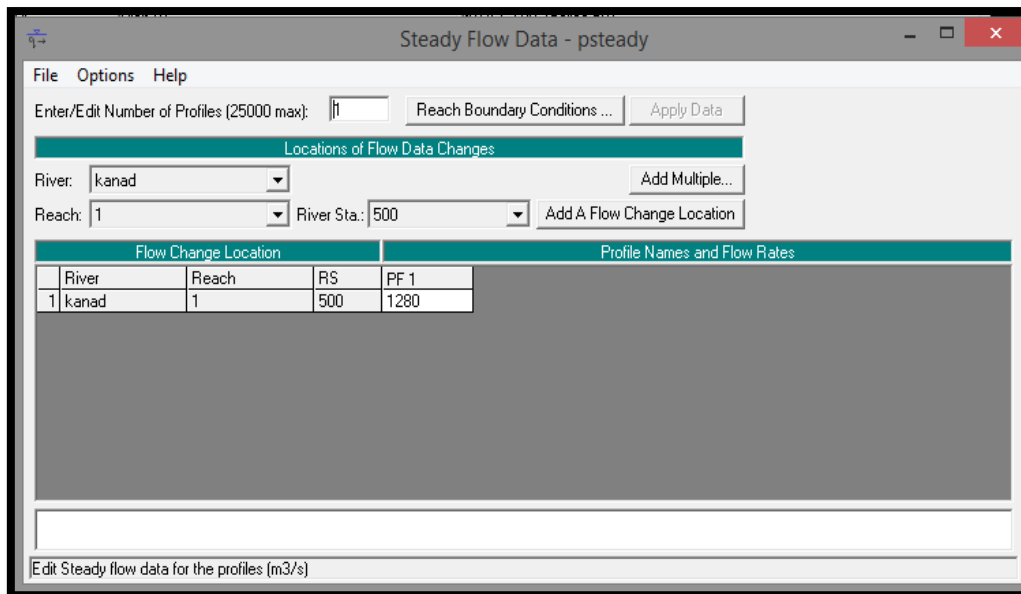 Steady Flow Data - psteady
File Options Help
Enter/Edit Number of Profiles (25000 max): 1 Reach Boundary Conditions ... Apply Data
Locations of Flow Data Changes
River: kanad Add Multiple...
Reach: 1 River Sta.: 500 Add A Flow Change Location
Flow Change Location Profile Names and Flow Rates
River Reach RS PF 1
1 kanad 1 500 1280
Edit Steady flow data for the profiles (m3/s)